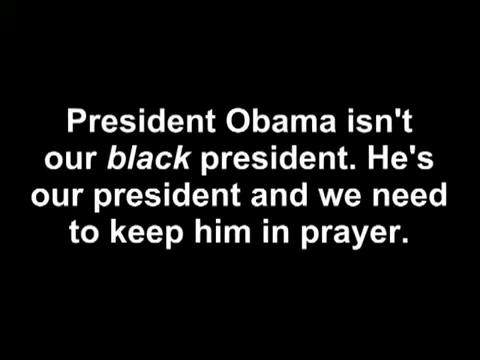 President Obama isn't
our black president. He's
our president and we need
to keep him in prayer.